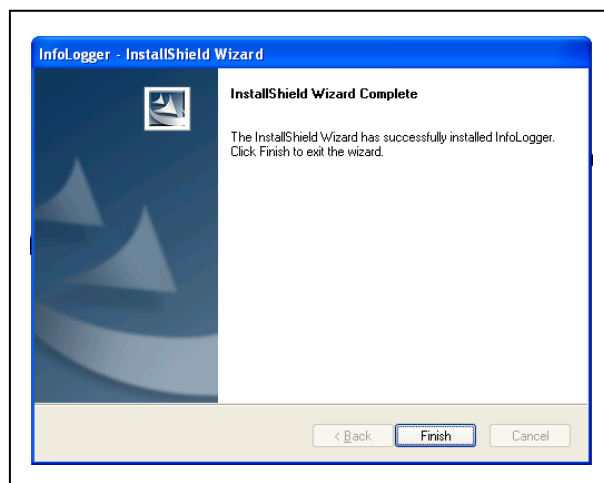 InfoLogger - InstallShield Wizard
InstallShield Wizard Complete
The InstallShield Wizard has successfully installed InfoLogger.
Click Finish to exit the wizard.
< Back
Finish
Cancel